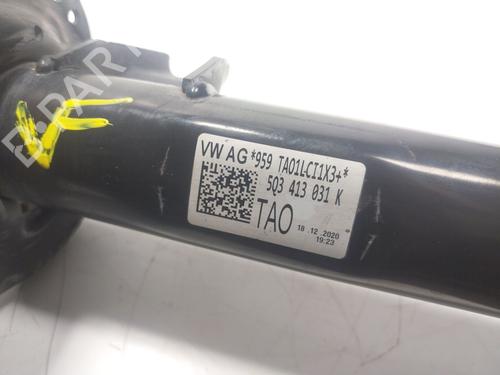 VW AG *959 TAO1LCI1X3+*
5Q3 413 031 K
TAO 18.12.2020
19:23